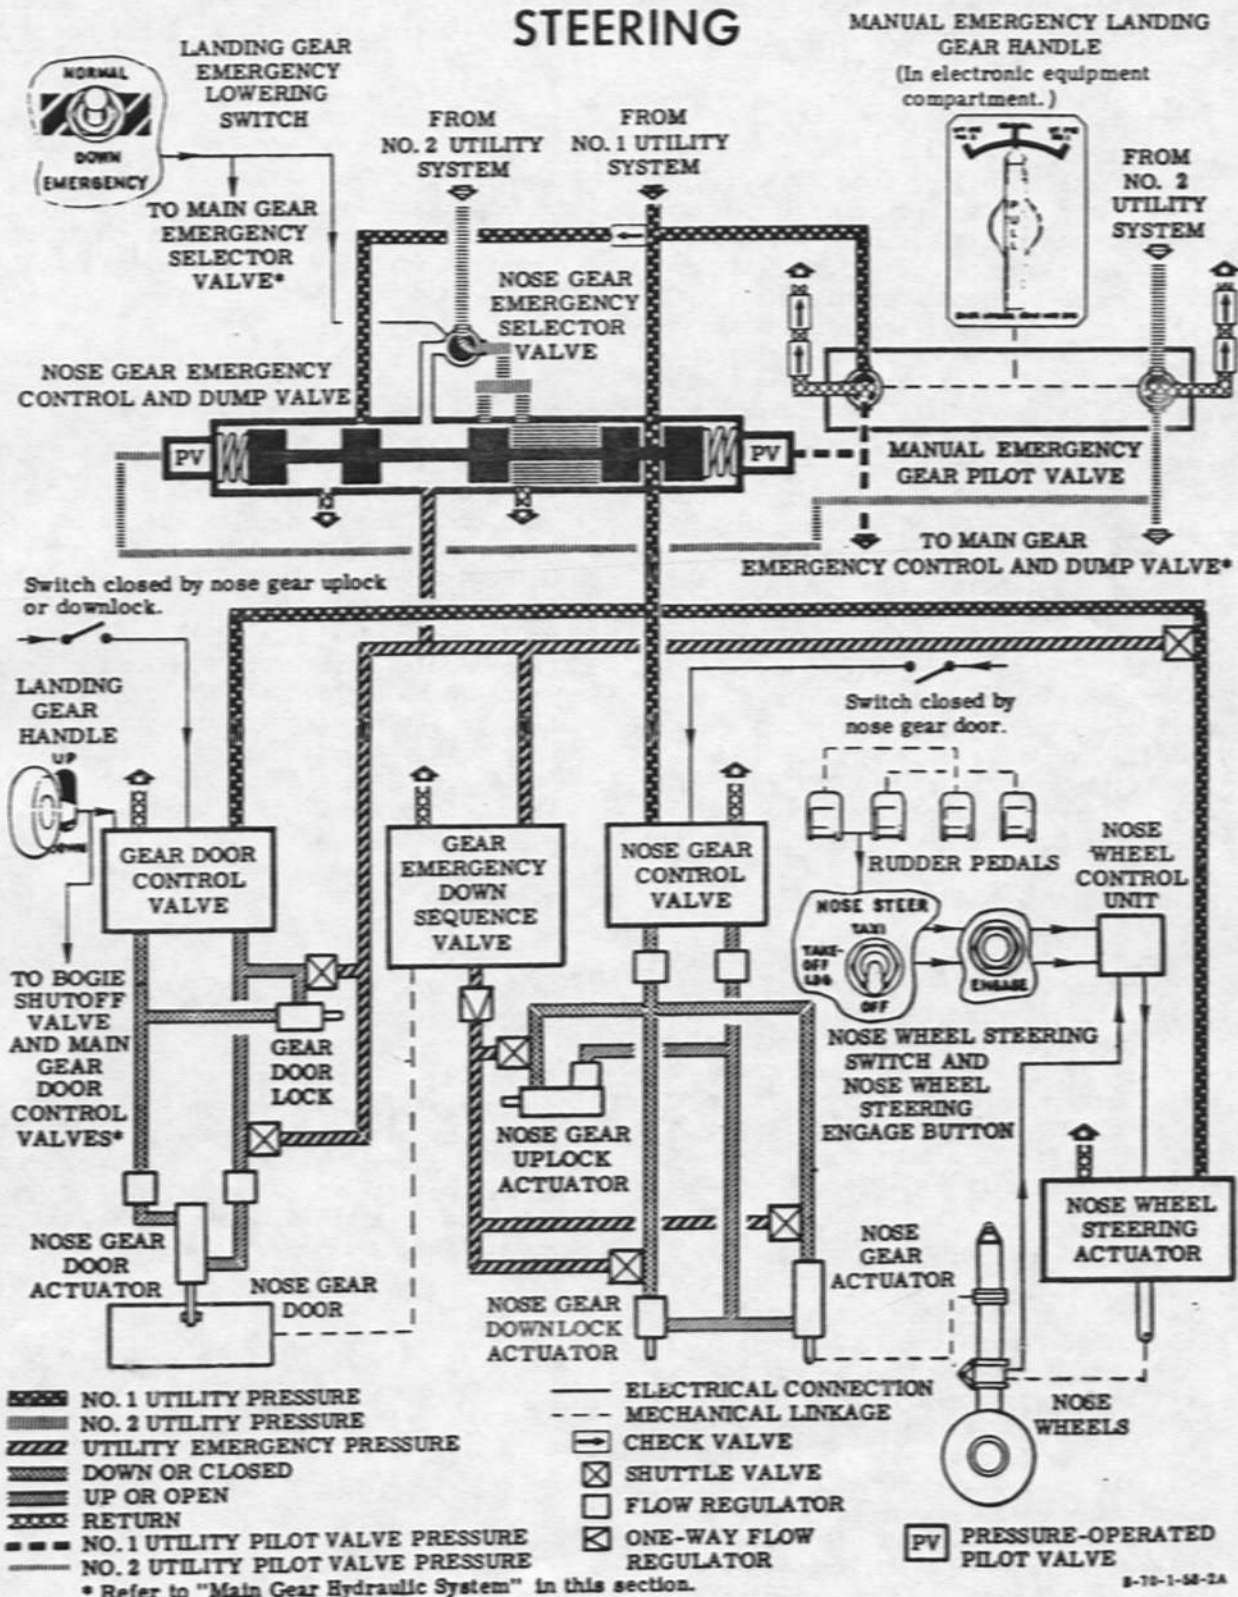 STEERING
MANUAL EMERGENCY LANDING
GEAR HANDLE
(In electronic equipment
compartment.)
LANDING GEAR
EMERGENCY
LOWERING
SWITCH
NORMAL
DOWN
EMERGENCY
FROM
NO. 2 UTILITY
SYSTEM
FROM
NO. 1 UTILITY
SYSTEM
PULL
FROM
NO. 2
UTILITY
SYSTEM
TO MAIN GEAR
EMERGENCY
SELECTOR
VALVE*
NOSE GEAR
EMERGENCY
SELECTOR
VALVE
NOSE GEAR EMERGENCY
CONTROL AND DUMP VALVE
PV
PV
MANUAL EMERGENCY
GEAR PILOT VALVE
TO MAIN GEAR
EMERGENCY CONTROL AND DUMP VALVE*
Switch closed by nose gear uplock
or downlock.
LANDING
GEAR
HANDLE
UP
DOWN
Switch closed by
nose gear door.
GEAR DOOR
CONTROL
VALVE
GEAR
EMERGENCY
DOWN
SEQUENCE
VALVE
NOSE GEAR
CONTROL
VALVE
RUDDER PEDALS
NOSE
WHEEL
CONTROL
UNIT
NOSE STEER
TAXI
TAKE-
OFF
LDG
OFF
ENGAGE
TO BOGIE
SHUTOFF
VALVE
AND MAIN
GEAR
DOOR
CONTROL
VALVES*
GEAR
DOOR
LOCK
NOSE WHEEL STEERING
SWITCH AND
NOSE WHEEL
STEERING
ENGAGE BUTTON
NOSE GEAR
UPLOCK
ACTUATOR
NOSE GEAR
DOOR
ACTUATOR
NOSE GEAR
DOOR
NOSE GEAR
DOWNLOCK
ACTUATOR
NOSE
GEAR
ACTUATOR
NOSE WHEEL
STEERING
ACTUATOR
NOSE
WHEELS
NO. 1 UTILITY PRESSURE
NO. 2 UTILITY PRESSURE
UTILITY EMERGENCY PRESSURE
DOWN OR CLOSED
UP OR OPEN
RETURN
NO. 1 UTILITY PILOT VALVE PRESSURE
NO. 2 UTILITY PILOT VALVE PRESSURE
* Refer to "Main Gear Hydraulic System" in this section.
ELECTRICAL CONNECTION
MECHANICAL LINKAGE
CHECK VALVE
SHUTTLE VALVE
FLOW REGULATOR
ONE-WAY FLOW
REGULATOR
PV
PRESSURE-OPERATED
PILOT VALVE